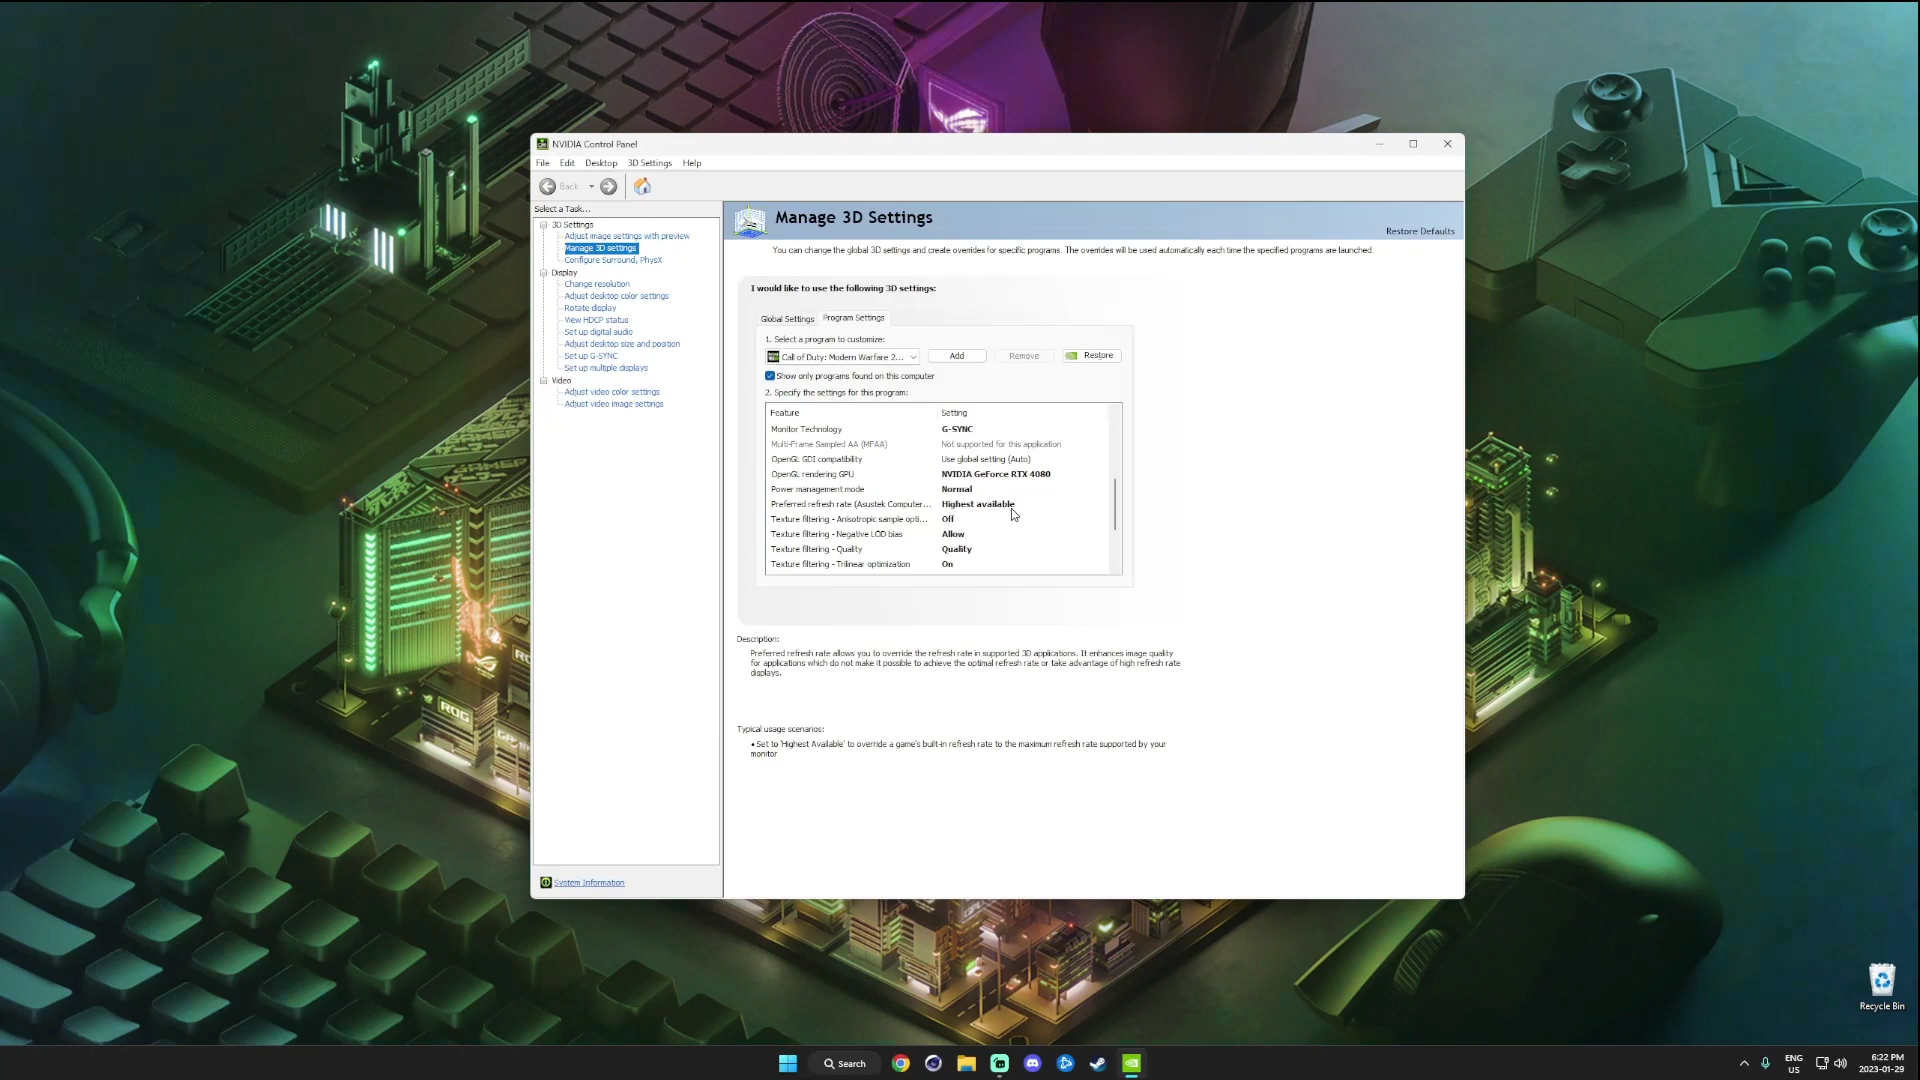 NVIDIA Control Panel
File Edit Desktop 3D Settings Help
Back
Select a Task...
3D Settings
Adjust image settings with preview
Manage 3D settings
Configure Surround, PhysX
Display
Change resolution
Adjust desktop color settings
Rotate display
View HDCP status
Set up digital audio
Adjust desktop size and position
Set up G-SYNC
Set up multiple displays
Video
Adjust video color settings
Adjust video image settings
System Information
Manage 3D Settings
Restore Defaults
You can change the global 3D settings and create overrides for specific programs. The overrides will be used automatically each time the specified programs are launched.
I would like to use the following 3D settings:
Global Settings Program Settings
1. Select a program to customize:
Call of Duty: Modern Warfare 2... Add Remove Restore
Show only programs found on this computer
2. Specify the settings for this program:
Feature Setting
Monitor Technology G-SYNC
Multi-Frame Sampled AA (MFAA) Not supported for this application
OpenGL GDI compatibility Use global setting (Auto)
OpenGL rendering GPU NVIDIA GeForce RTX 4080
Power management mode Normal
Preferred refresh rate (Asustek Computer... Highest available
Texture filtering - Anisotropic sample opti... Off
Texture filtering - Negative LOD bias Allow
Texture filtering - Quality Quality
Texture filtering - Trilinear optimization On
Description:
Preferred refresh rate allows you to override the refresh rate in supported 3D applications. It enhances image quality
for applications which do not make it possible to achieve the optimal refresh rate or take advantage of high refresh rate
displays.
Typical usage scenarios:
• Set to 'Highest Available' to override a game's built-in refresh rate to the maximum refresh rate supported by your
monitor
ROG
Recycle Bin
Search
ENG
US
6:22 PM
2023-01-29